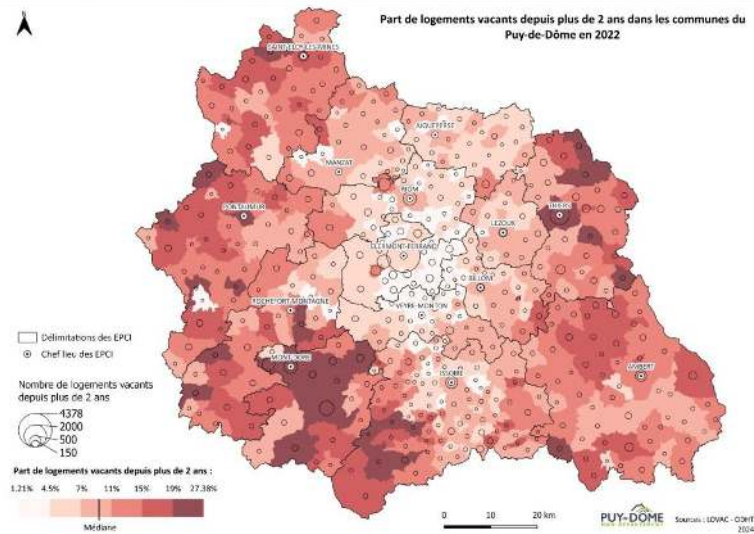 Part de logements vacants depuis plus de 2 ans dans les communes du
Puy-de-Dôme en 2022
N
SAINT-ELOY-LES-MINES
AIGUEPERSE
MANZAT
RIOM
PONTAUMUR
LEZOUX
THIERS
CLERMONT-FERRAND
BILLOM
ROCHEFORT-MONTAGNE
VEYRE-MONTON
MONT-DORE
ISSOIRE
AMBERT
Délimitations des EPCI
Chef lieu des EPCI
Nombre de logements vacants
depuis plus de 2 ans
4378
2000
500
150
Part de logements vacants depuis plus de 2 ans :
1.21% 4.5% 7% 11% 15% 19% 27.38%
Médiane
0 10 20 km
PUY-DE-DÔME
MON DÉPARTEMENT
Sources : LOVAC - ODHT
2024